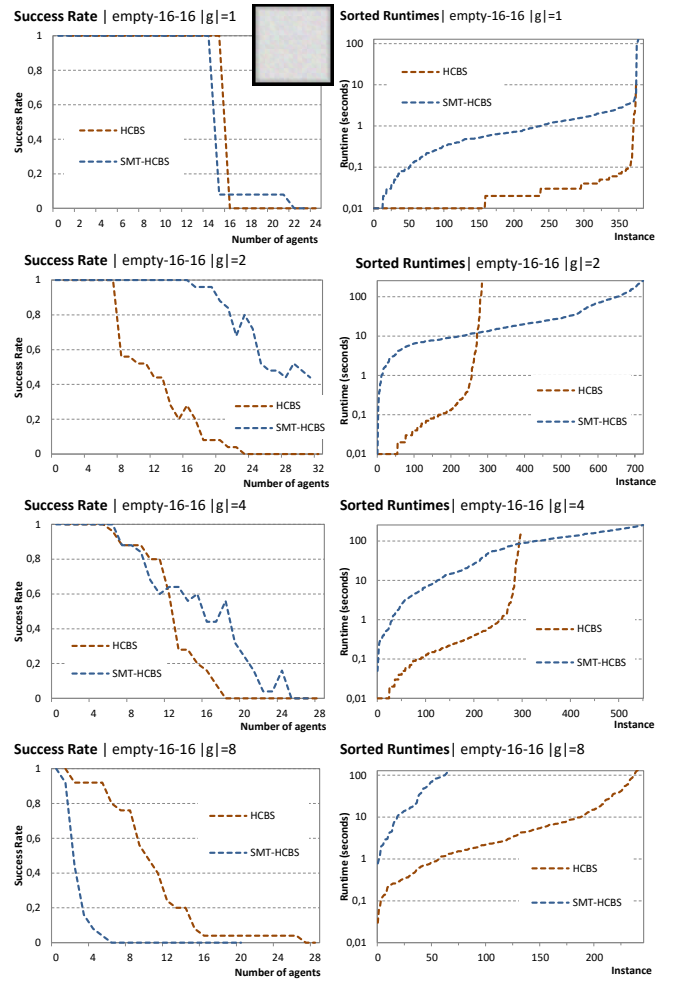 Success Rate | empty-16-16 |g|=1
Success Rate
1
0,8
0,6
0,4
0,2
0
HCBS
SMT-HCBS
0 2 4 6 8 10 12 14 16 18 20 22 24
Number of agents
Sorted Runtimes | empty-16-16 |g|=1
Runtime (seconds)
100
10
1
0,1
0,01
HCBS
SMT-HCBS
0 50 100 150 200 250 300 350
Instance
Success Rate | empty-16-16 |g|=2
Success Rate
1
0,8
0,6
0,4
0,2
0
HCBS
SMT-HCBS
0 4 8 12 16 20 24 28 32
Number of agents
Sorted Runtimes| empty-16-16 |g|=2
Runtime (seconds)
100
10
1
0,1
0,01
HCBS
SMT-HCBS
0 100 200 300 400 500 600 700
Instance
Success Rate | empty-16-16 |g|=4
Success Rate
1
0,8
0,6
0,4
0,2
0
HCBS
SMT-HCBS
0 4 8 12 16 20 24 28
Number of agents
Sorted Runtimes| empty-16-16 |g|=4
Runtime (seconds)
100
10
1
0,1
0,01
HCBS
SMT-HCBS
0 100 200 300 400 500
Instance
Success Rate | empty-16-16 |g|=8
Success Rate
1
0,8
0,6
0,4
0,2
0
HCBS
SMT-HCBS
0 4 8 12 16 20 24 28
Number of agents
Sorted Runtimes| empty-16-16 |g|=8
Runtime (seconds)
100
10
1
0,1
0,01
HCBS
SMT-HCBS
0 50 100 150 200
Instance